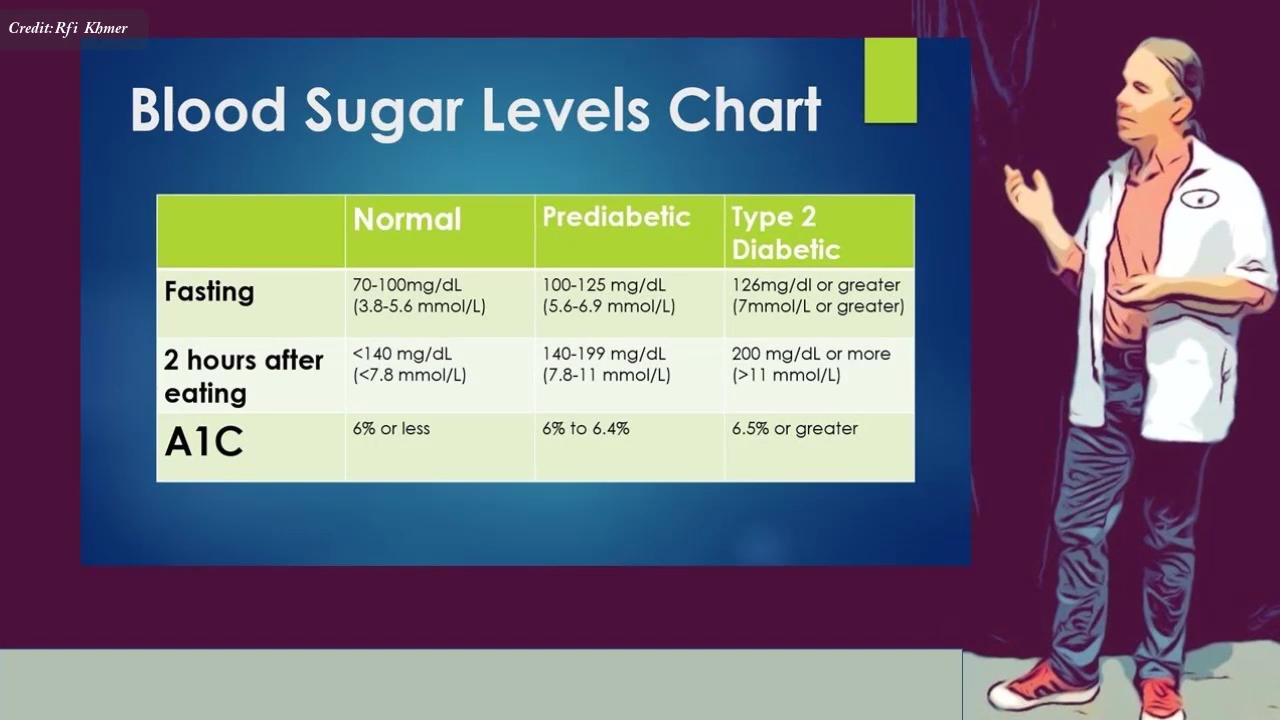 Credit:Rfi Khmer
Blood Sugar Levels Chart
Normal
Prediabetic
Type 2
Diabetic
Fasting
70-100mg/dL
(3.8-5.6 mmol/L)
100-125 mg/dL
(5.6-6.9 mmol/L)
126mg/dl or greater
(7mmol/L or greater)
2 hours after
eating
<140 mg/dL
(<7.8 mmol/L)
140-199 mg/dL
(7.8-11 mmol/L)
200 mg/dL or more
(>11 mmol/L)
A1C
6% or less
6% to 6.4%
6.5% or greater